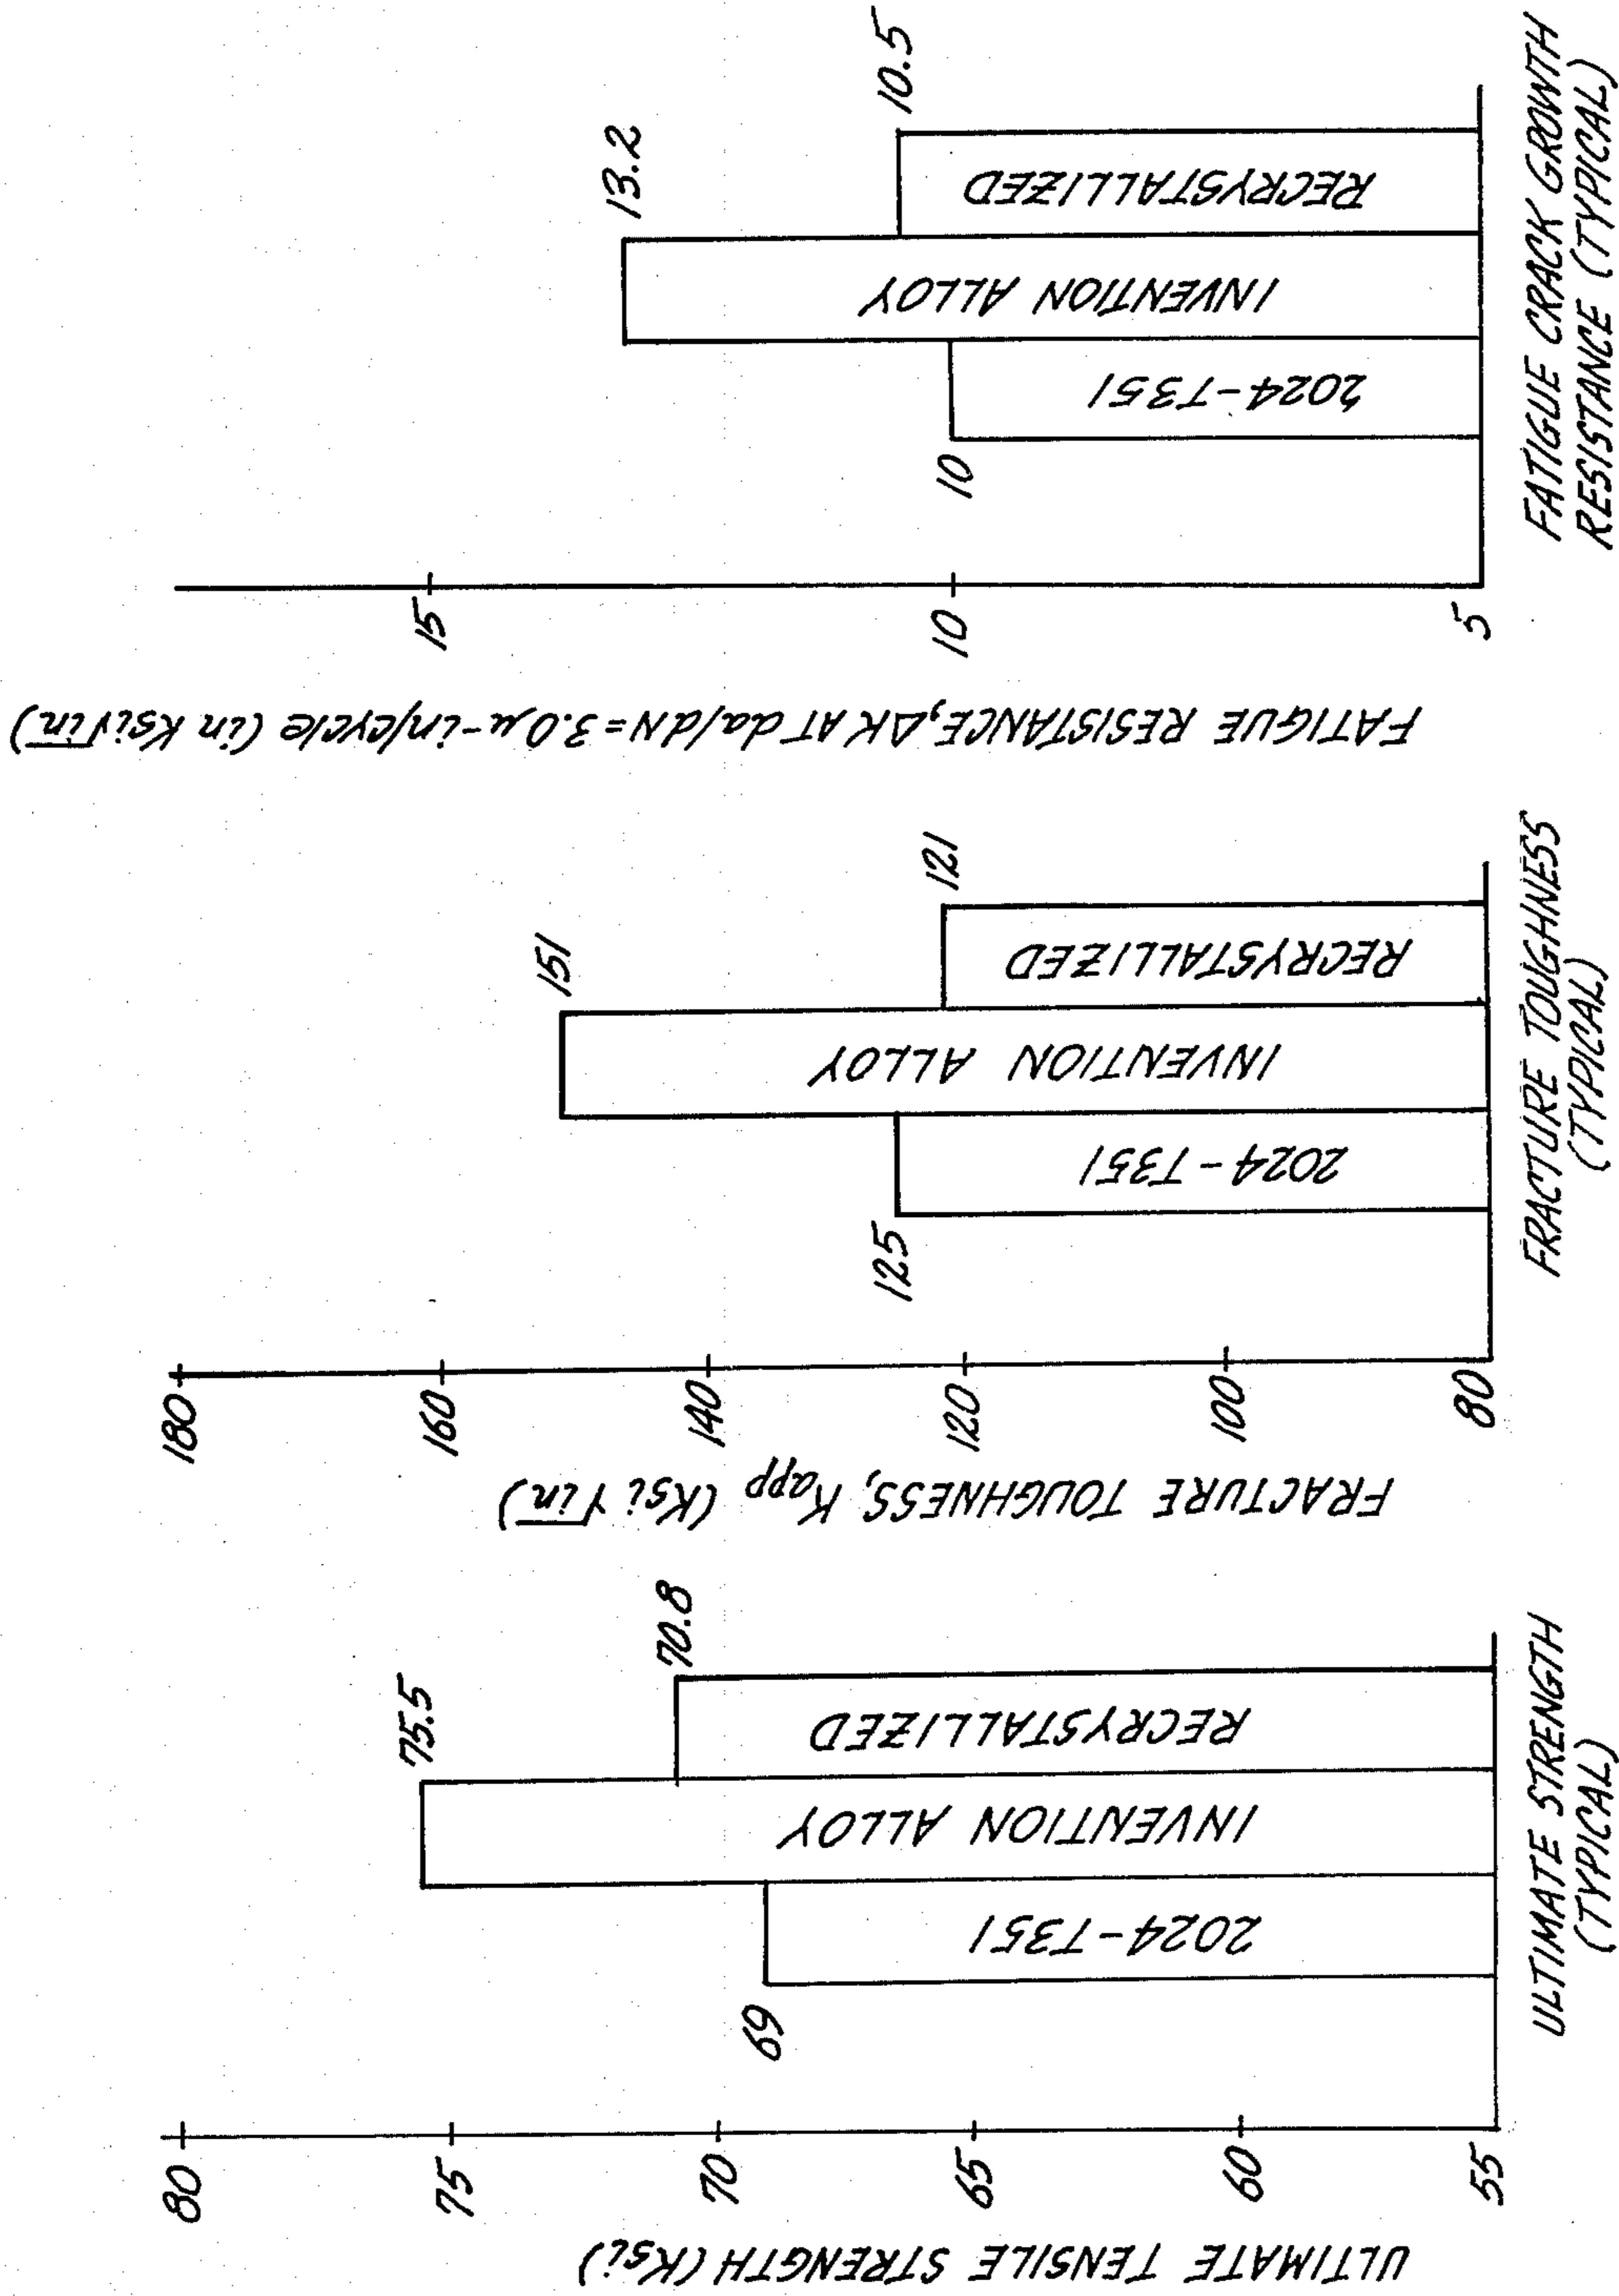 ULTIMATE TENSILE STRENGTH (Ksi)
80
75
70
65
60
55
69
75.5
70.8
2024-T351
INVENTION ALLOY
RECRYSTALLIZED
ULTIMATE STRENGTH
(TYPICAL)
FRACTURE TOUGHNESS, Kapp (Ksi √in)
180
160
140
120
100
80
125
151
121
2024-T351
INVENTION ALLOY
RECRYSTALLIZED
FRACTURE TOUGHNESS
(TYPICAL)
FATIGUE RESISTANCE, ΔK AT da/dN=3.0 μ-in/cycle (in Ksi√in)
15
10
5
10
13.2
10.5
2024-T351
INVENTION ALLOY
RECRYSTALLIZED
FATIGUE CRACK GROWTH
RESISTANCE (TYPICAL)